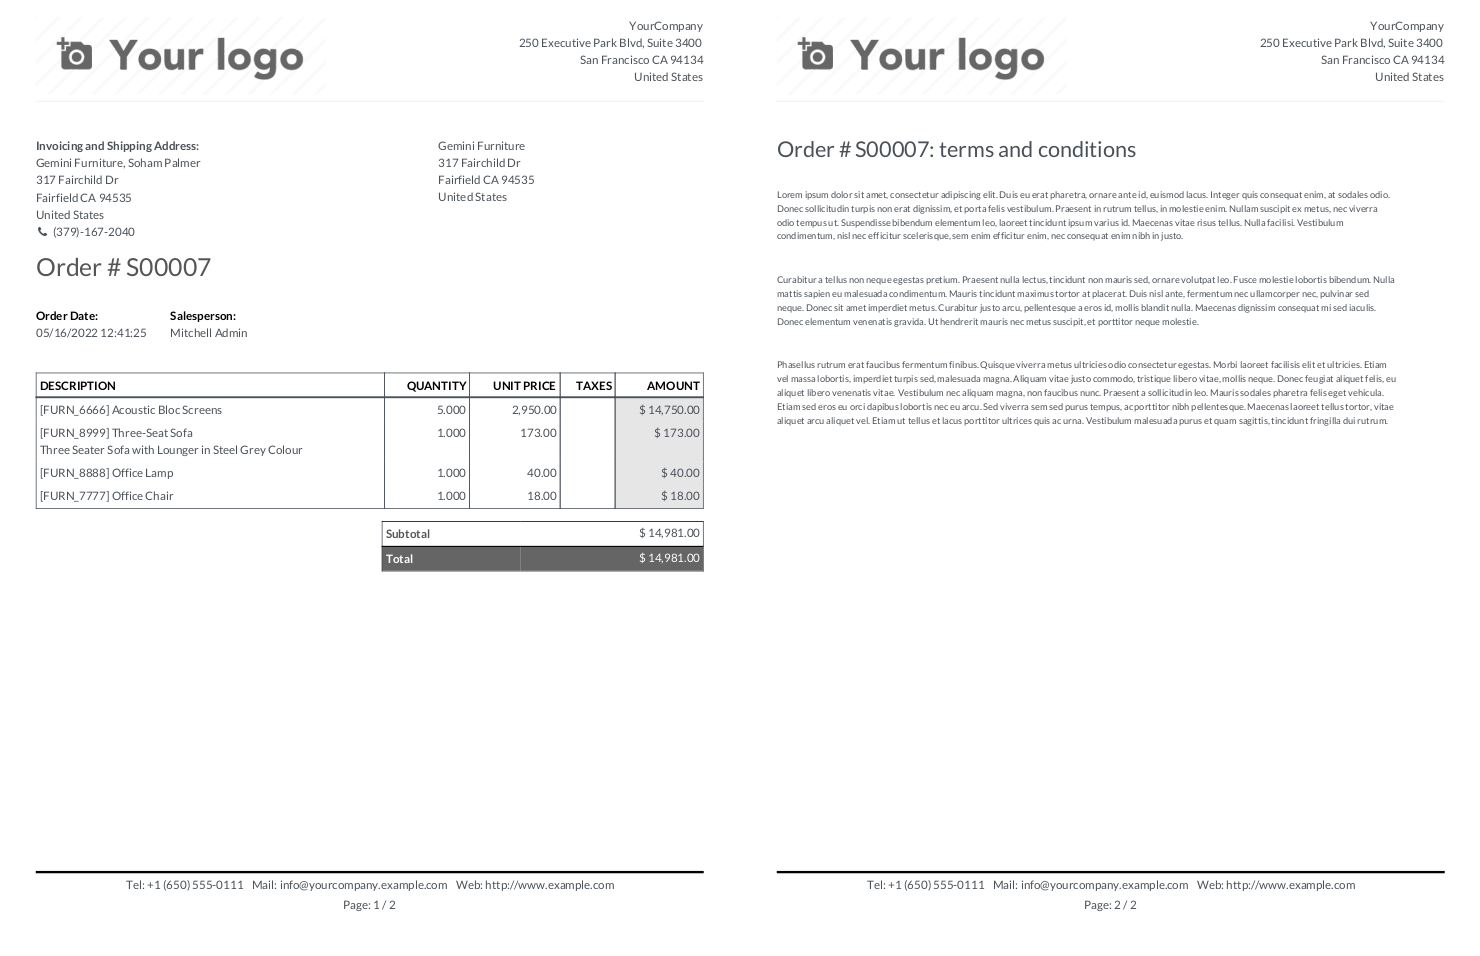 Your logo
YourCompany
250 Executive Park Blvd, Suite 3400
San Francisco CA 94134
United States
Invoicing and Shipping Address:
Gemini Furniture, Soham Palmer
317 Fairchild Dr
Fairfield CA 94535
United States
(379)-167-2040
Gemini Furniture
317 Fairchild Dr
Fairfield CA 94535
United States
Order # S00007
Order Date: Salesperson:
05/16/2022 12:41:25 Mitchell Admin
DESCRIPTION QUANTITY UNIT PRICE TAXES AMOUNT
[FURN_6666] Acoustic Bloc Screens 5.000 2,950.00 $ 14,750.00
[FURN_8999] Three-Seat Sofa 1.000 173.00 $ 173.00
Three Seater Sofa with Lounger in Steel Grey Colour
[FURN_8888] Office Lamp 1.000 40.00 $ 40.00
[FURN_7777] Office Chair 1.000 18.00 $ 18.00
Subtotal $ 14,981.00
Total $ 14,981.00
Tel: +1 (650) 555-0111 Mail: info@yourcompany.example.com Web: http://www.example.com
Page: 1 / 2
Your logo
YourCompany
250 Executive Park Blvd, Suite 3400
San Francisco CA 94134
United States
Order # S00007: terms and conditions
Lorem ipsum dolor sit amet, consectetur adipiscing elit. Duis eu erat pharetra, ornare ante id, euismod lacus. Integer quis consequat enim, at sodales odio.
Donec sollicitudin turpis non erat dignissim, et porta felis vestibulum. Praesent in rutrum tellus, in molestie enim. Nullam suscipit ex metus, nec viverra
odio tempus ut. Suspendisse bibendum elementum leo, laoreet tincidunt ipsum varius id. Maecenas vitae risus tellus. Nulla facilisi. Vestibulum
condimentum, nisl nec efficitur scelerisque, sem enim efficitur enim, nec consequat enim nibh in justo.
Curabitur a tellus non neque egestas pretium. Praesent nulla lectus, tincidunt non mauris sed, ornare volutpat leo. Fusce molestie lobortis bibendum. Nulla
mattis sapien eu malesuada condimentum. Mauris tincidunt maximus tortor at placerat. Duis nisl ante, fermentum nec ullamcorper nec, pulvinar sed
neque. Donec sit amet imperdiet metus. Curabitur justo arcu, pellentesque a eros id, mollis blandit nulla. Maecenas dignissim consequat mi sed iaculis.
Donec elementum venenatis gravida. Ut hendrerit mauris nec metus suscipit, et porttitor neque molestie.
Phasellus rutrum erat faucibus fermentum finibus. Quisque viverra metus ultricies odio consectetur egestas. Morbi laoreet facilisis elit et ultricies. Etiam
vel massa lobortis, imperdiet turpis sed, malesuada magna. Aliquam vitae justo commodo, tristique libero vitae, mollis neque. Donec feugiat aliquet felis, eu
aliquet libero venenatis vitae. Vestibulum nec aliquam magna, non faucibus nunc. Praesent a sollicitudin leo. Mauris sodales pharetra felis eget vehicula.
Etiam sed eros eu orci dapibus lobortis nec eu arcu. Sed viverra sem sed purus tempus, ac porttitor nibh pellentesque. Maecenas laoreet tellus tortor, vitae
aliquet arcu aliquet vel. Etiam ut tellus et lacus porttitor ultrices quis ac urna. Vestibulum malesuada purus et quam sagittis, tincidunt fringilla dui rutrum.
Tel: +1 (650) 555-0111 Mail: info@yourcompany.example.com Web: http://www.example.com
Page: 2 / 2